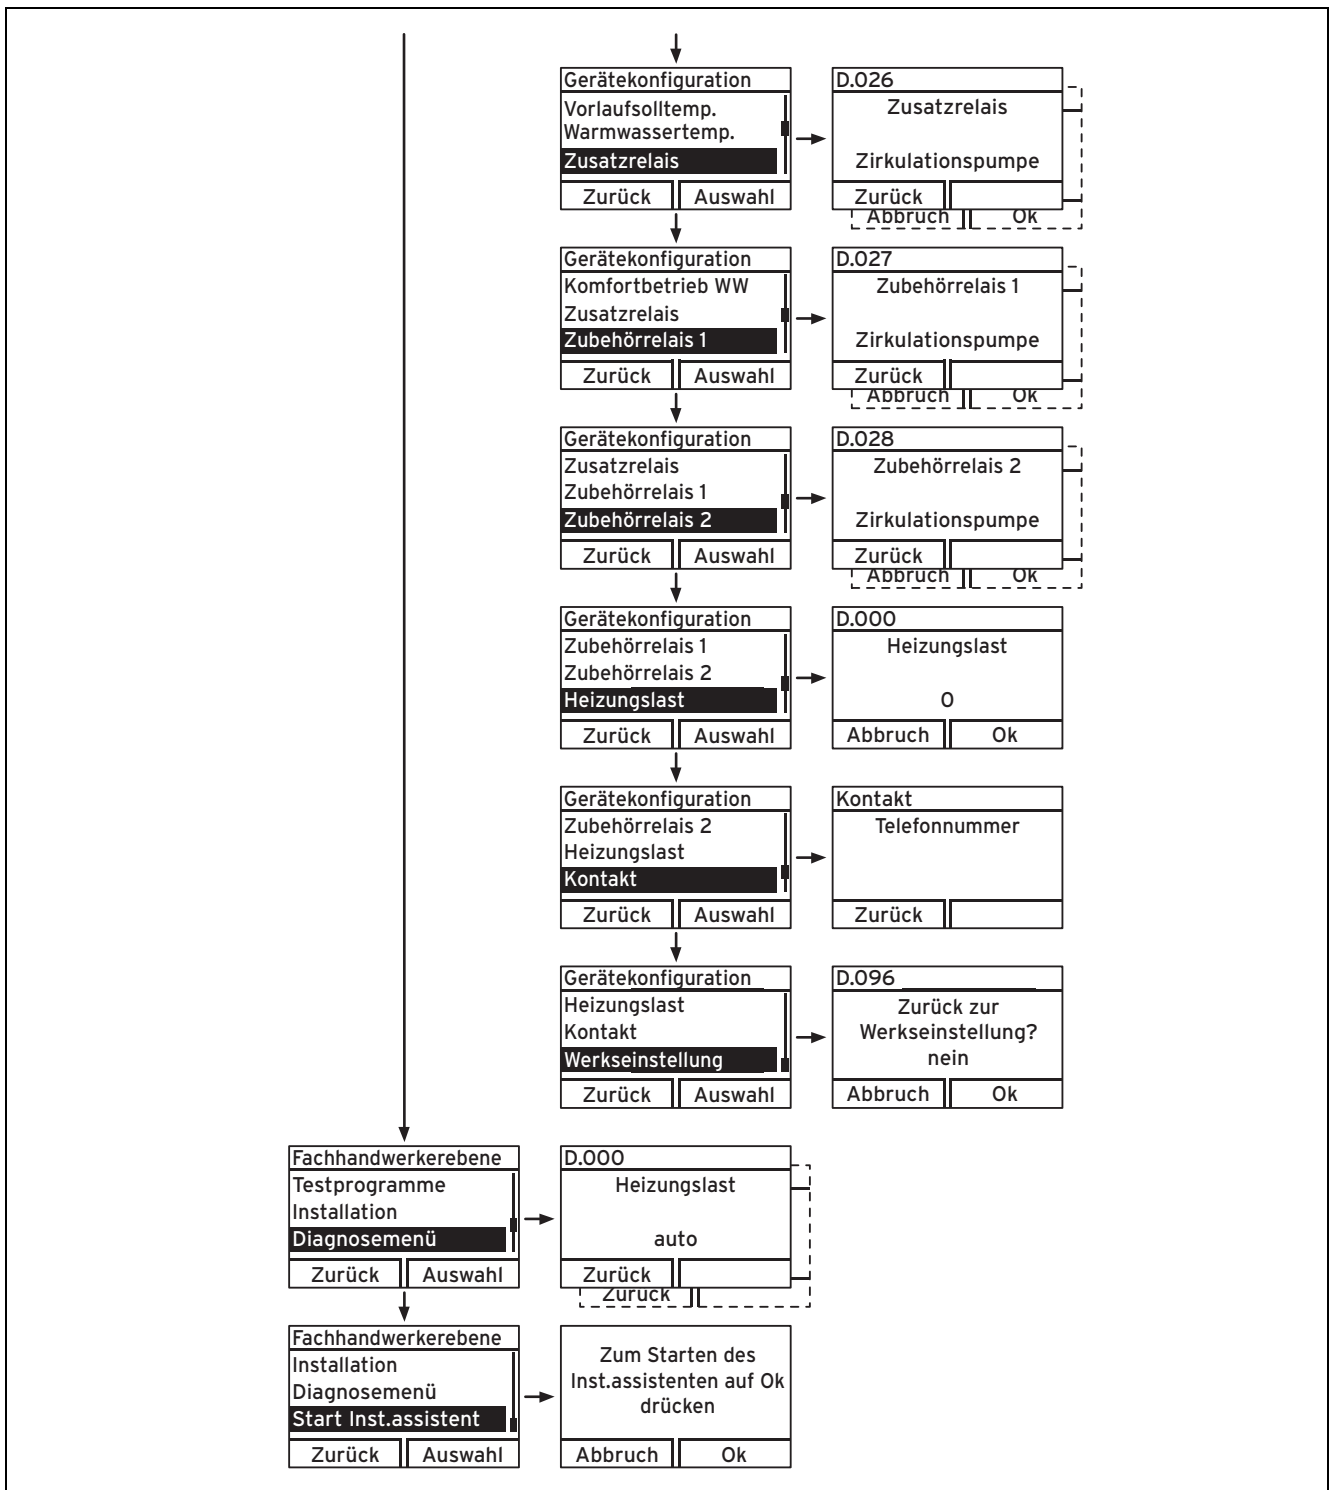 Gerätekonfiguration
Vorlaufsolltemp.
Warmwassertemp.
Zusatzrelais
Zurück Auswahl
D.026
Zusatzrelais
Zirkulationspumpe
Zurück
Abbruch Ok
Gerätekonfiguration
Komfortbetrieb WW
Zusatzrelais
Zubehörrelais 1
Zurück Auswahl
D.027
Zubehörrelais 1
Zirkulationspumpe
Zurück
Abbruch Ok
Gerätekonfiguration
Zusatzrelais
Zubehörrelais 1
Zubehörrelais 2
Zurück Auswahl
D.028
Zubehörrelais 2
Zirkulationspumpe
Zurück
Abbruch Ok
Gerätekonfiguration
Zubehörrelais 1
Zubehörrelais 2
Heizungslast
Zurück Auswahl
D.000
Heizungslast
0
Abbruch Ok
Gerätekonfiguration
Zubehörrelais 2
Heizungslast
Kontakt
Zurück Auswahl
Kontakt
Telefonnummer
Zurück
Gerätekonfiguration
Heizungslast
Kontakt
Werkseinstellung
Zurück Auswahl
D.096
Zurück zur
Werkseinstellung?
nein
Abbruch Ok
Fachhandwerkerebene
Testprogramme
Installation
Diagnosemenü
Zurück Auswahl
D.000
Heizungslast
auto
Zurück
Zurück
Fachhandwerkerebene
Installation
Diagnosemenü
Start Inst.assistent
Zurück Auswahl
Zum Starten des
Inst.assistenten auf Ok
drücken
Abbruch Ok